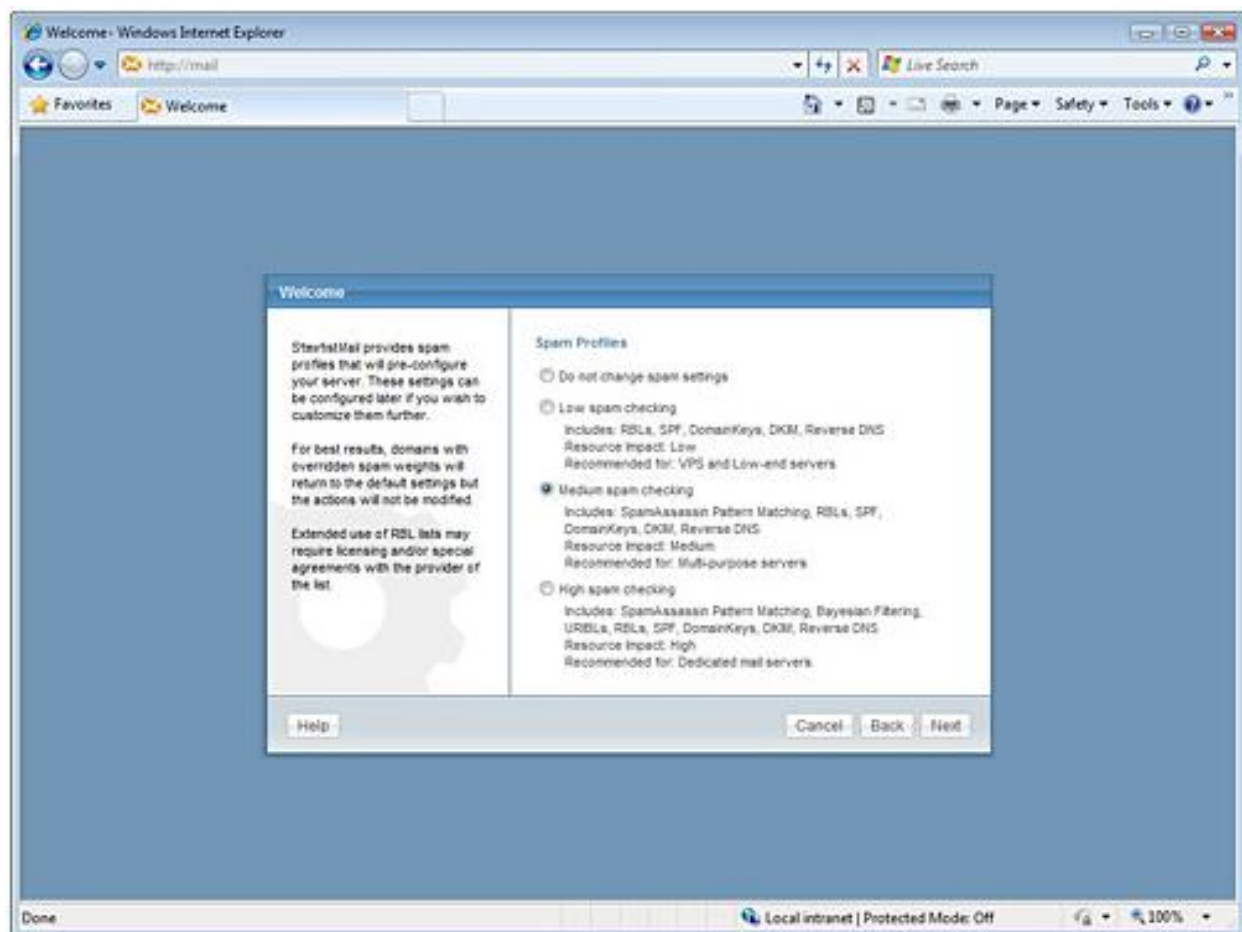 Welcome - Windows Internet Explorer
http://mail
Live Search
Favorites
Welcome
Page
Safety
Tools
Welcome
provides spam
profiles that will pre-configure
your server. These settings can
be configured later if you wish to
customize them further.
For best results, domains with
overridden spam weights will
return to the default settings but
the actions will not be modified.
Extended use of RBL lists may
require licensing and/or special
agreements with the provider of
the list.
Spam Profiles
Do not change spam settings
Low spam checking
Includes: RBLs, SPF, DomainKeys, DKIM, Reverse DNS
Resource Impact: Low
Recommended for: VPS and Low-end servers
Medium spam checking
Includes: SpamAssassin Pattern Matching, RBLs, SPF,
DomainKeys, DKIM, Reverse DNS
Resource Impact: Medium
Recommended for: Multi-purpose servers
High spam checking
Includes: SpamAssassin Pattern Matching, Bayesian Filtering,
URIBLs, RBLs, SPF, DomainKeys, DKIM, Reverse DNS
Resource Impact: High
Recommended for: Dedicated mail servers
Help
Cancel
Back
Next
Done
Local intranet | Protected Mode: Off
100%